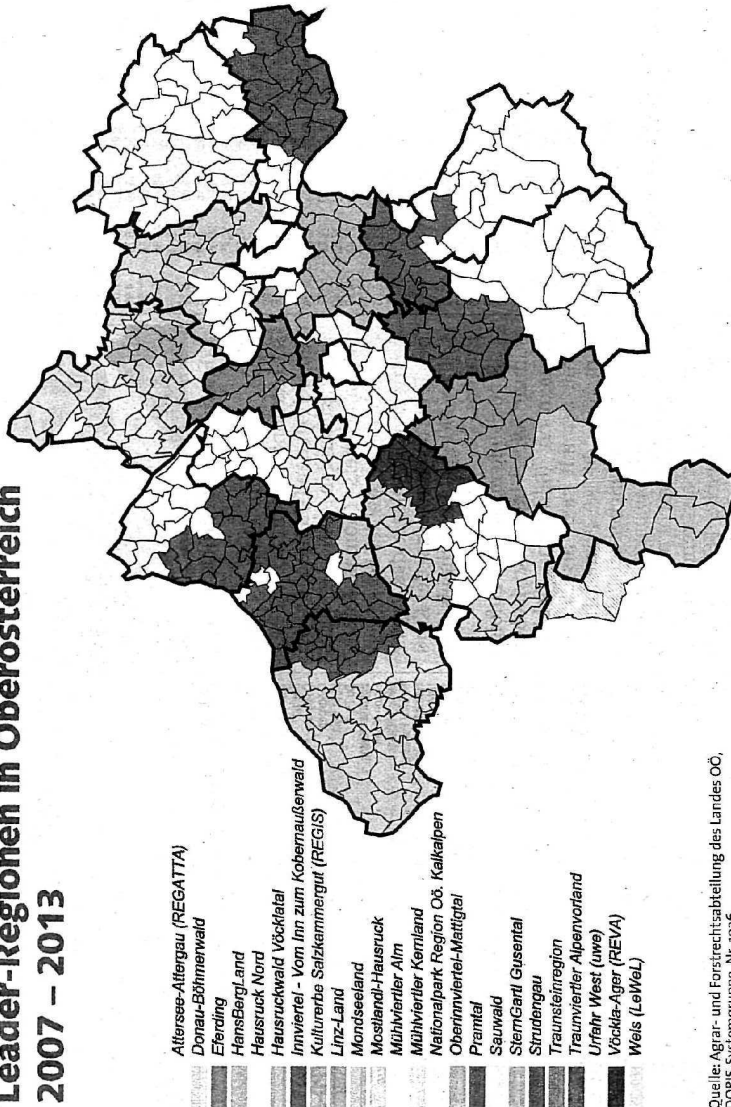 Leader-Regionen in Oberösterreich
2007 – 2013
Attersee-Attergau (REGATTA)
Donau-Böhmerwald
Eferding
HansBergLand
Hausruck Nord
Hausruckwald Vöcklatal
Innviertel - Vom Inn zum Kobernaußerwald
Kulturerbe Salzkammergut (REGIS)
Linz-Land
Mondseeland
Mostlandl-Hausruck
Mühlviertler Alm
Mühlviertler Kernland
Nationalpark Region Oö. Kalkalpen
Oberinnviertel-Mattigtal
Pramtal
Sauwald
SternGartl Gusental
Strudengau
Traunsteinregion
Traunviertler Alpenvorland
Urfahr West (uwe)
Vöckla-Ager (REVA)
Wels (LeWeL)
Quelle: Agrar- und Forstrechtsabteilung des Landes OÖ,
DORIS Systemgruppe, Nr.